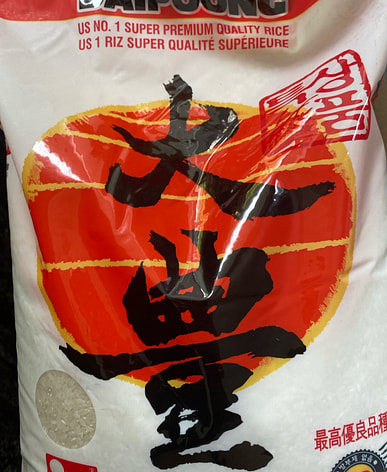 DAIPOONG
US NO. 1 SUPER PREMIUM QUALITY RICE
US 1 RIZ SUPER QUALITÉ SUPÉRIEURE
大
豊
最高優良品種